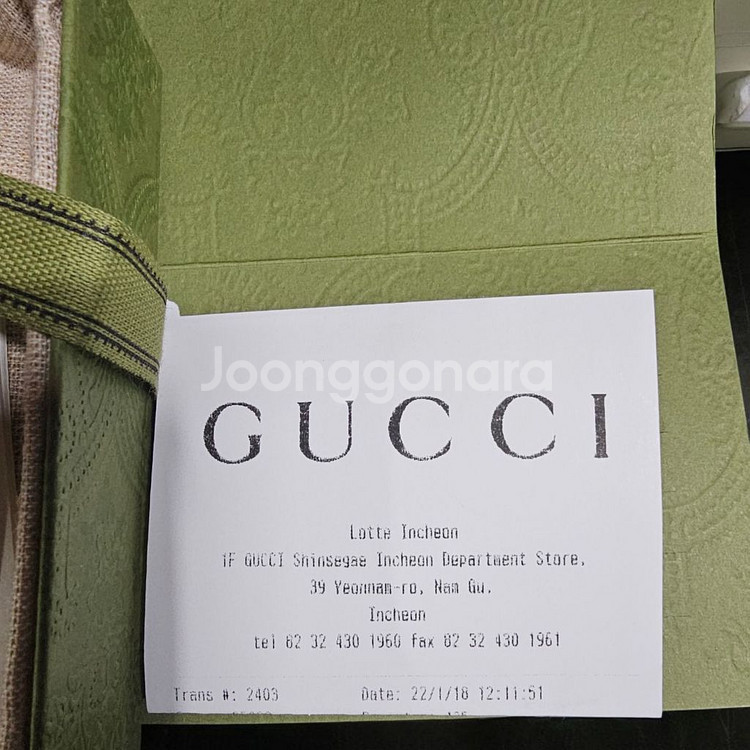 Joonggonara
GUCCI
Lotte Incheon
1F GUCCI Shinsegae Incheon Department Store,
39 Yeonnam-ro, Nam Gu,
Incheon
tel 82 32 430 1960 fax 82 32 430 1961
Trans #: 2403 Date: 22/1/18 12:11:51